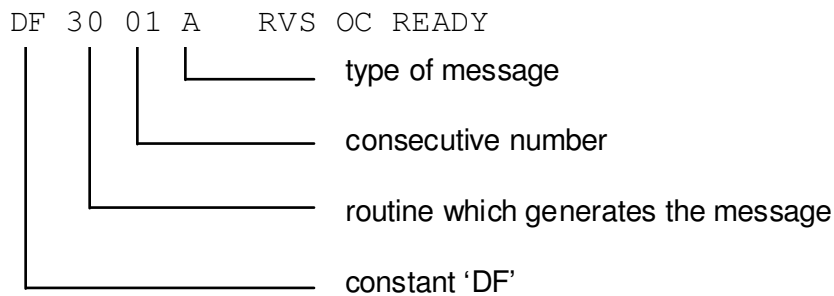 DF 30 01 A RVS OC READY
type of message
consecutive number
routine which generates the message
constant ‘DF’